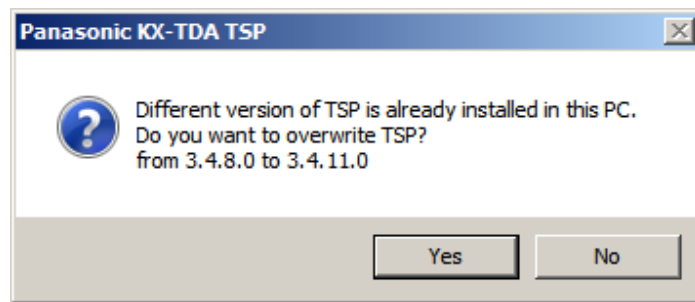 Panasonic KX-TDA TSP
Different version of TSP is already installed in this PC.
Do you want to overwrite TSP?
from 3.4.8.0 to 3.4.11.0
Yes
No